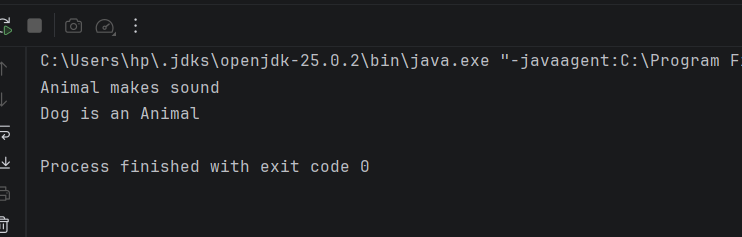 C:\Users\hp\.jdks\openjdk-25.0.2\bin\java.exe "-javaagent:C:\Program
Animal makes sound
Dog is an Animal
Process finished with exit code 0